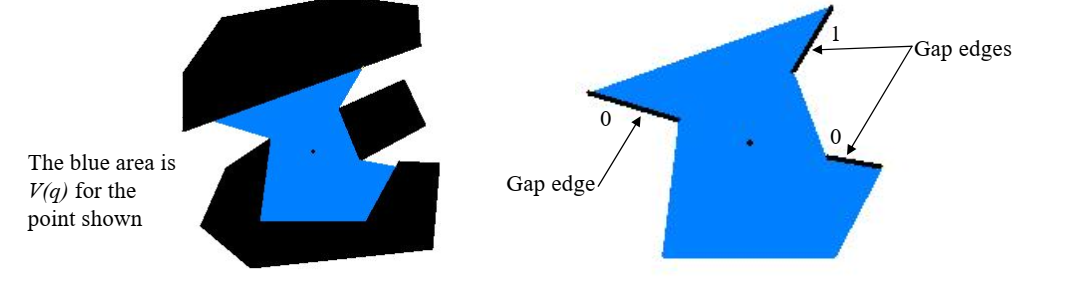 The blue area is
V(q) for the
point shown
1
Gap edges
0
0
Gap edge